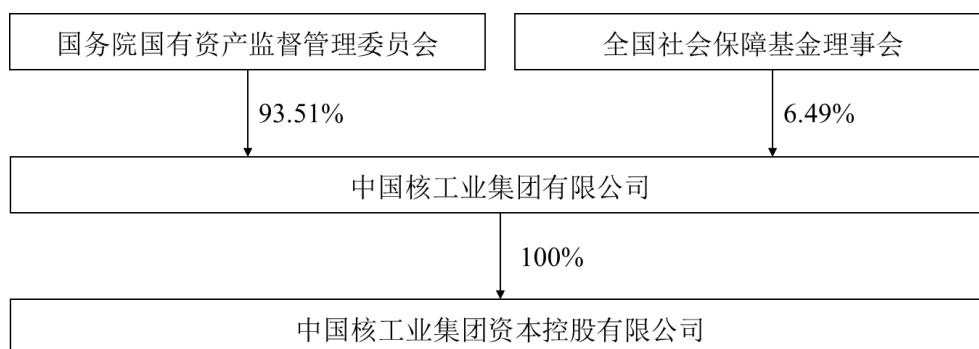 国务院国有资产监督管理委员会
全国社会保障基金理事会
93.51%
6.49%
中国核工业集团有限公司
100%
中国核工业集团资本控股有限公司